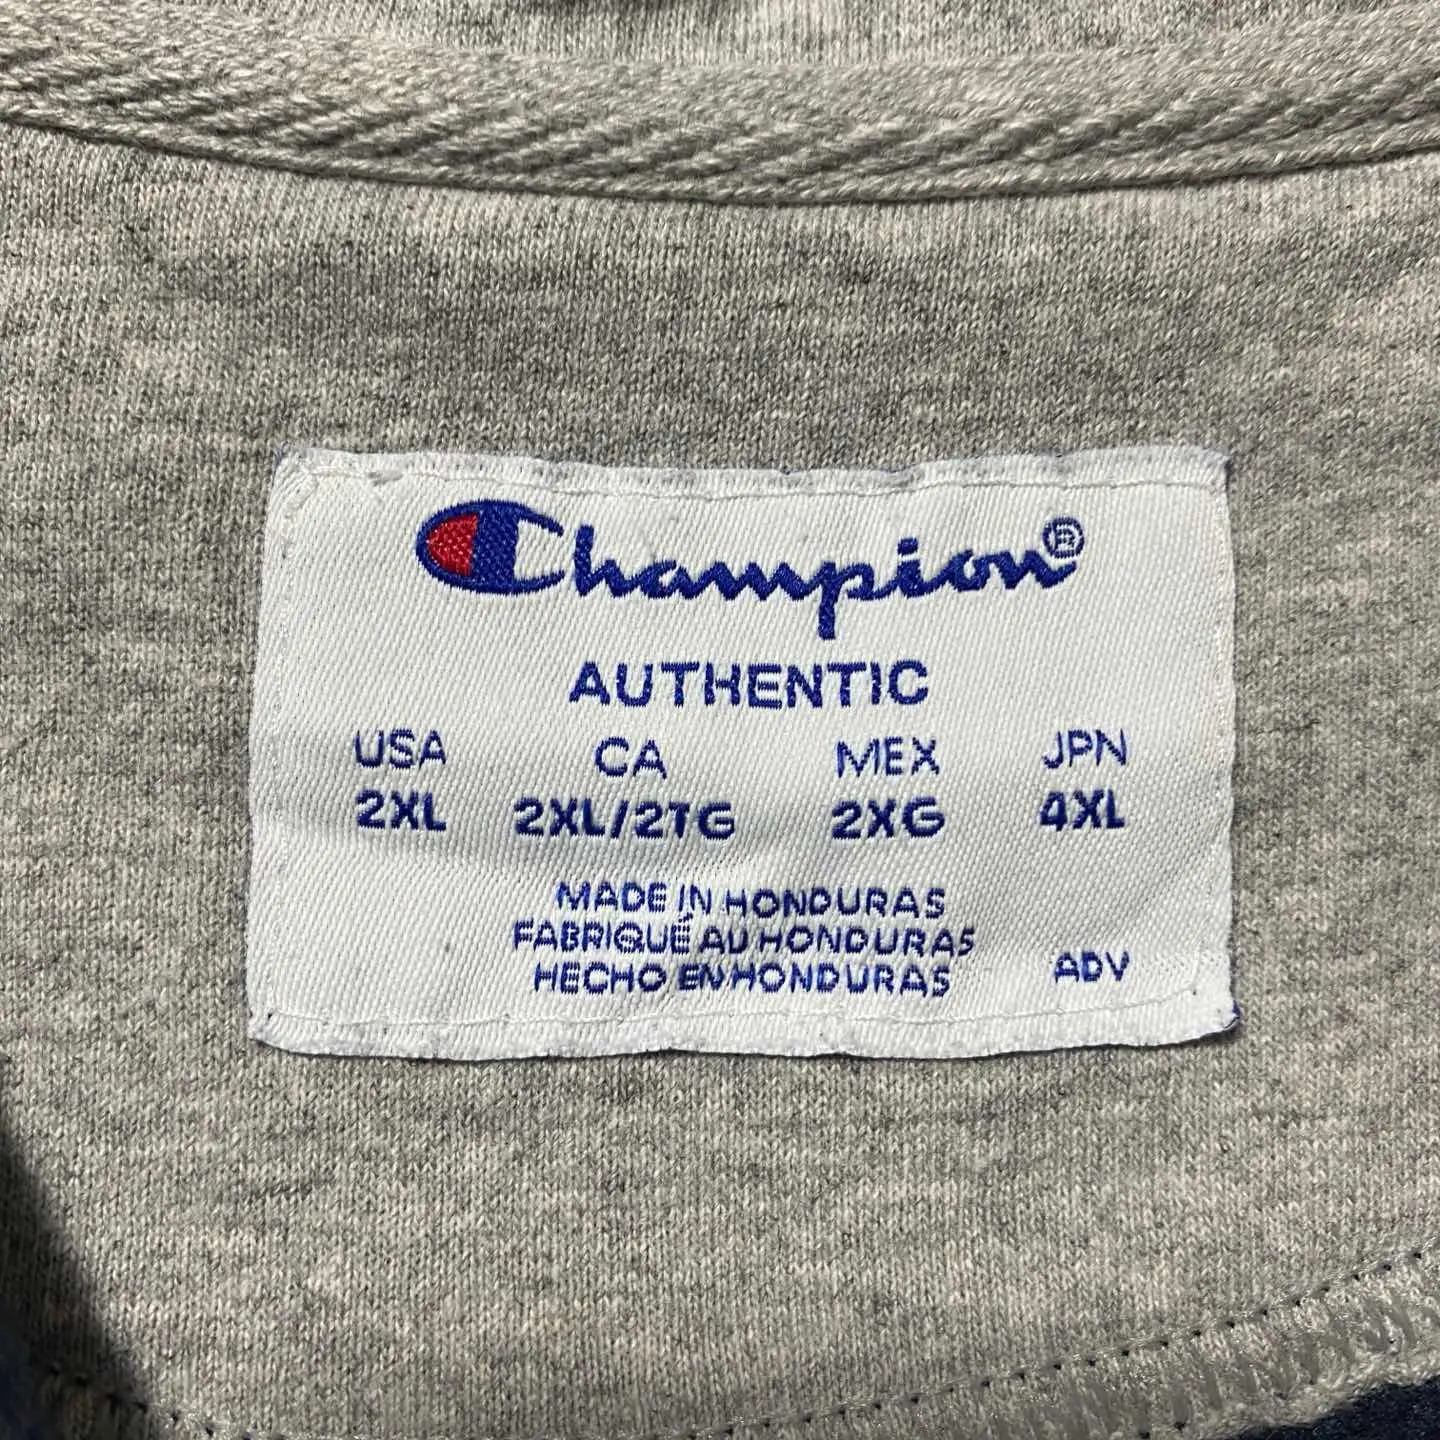 Champion®
AUTHENTIC
USA CA MEX JPN
2XL 2XL/2TG 2XG 4XL
MADE IN HONDURAS
FABRIQUÉ AU HONDURAS
HECHO EN HONDURAS ADV